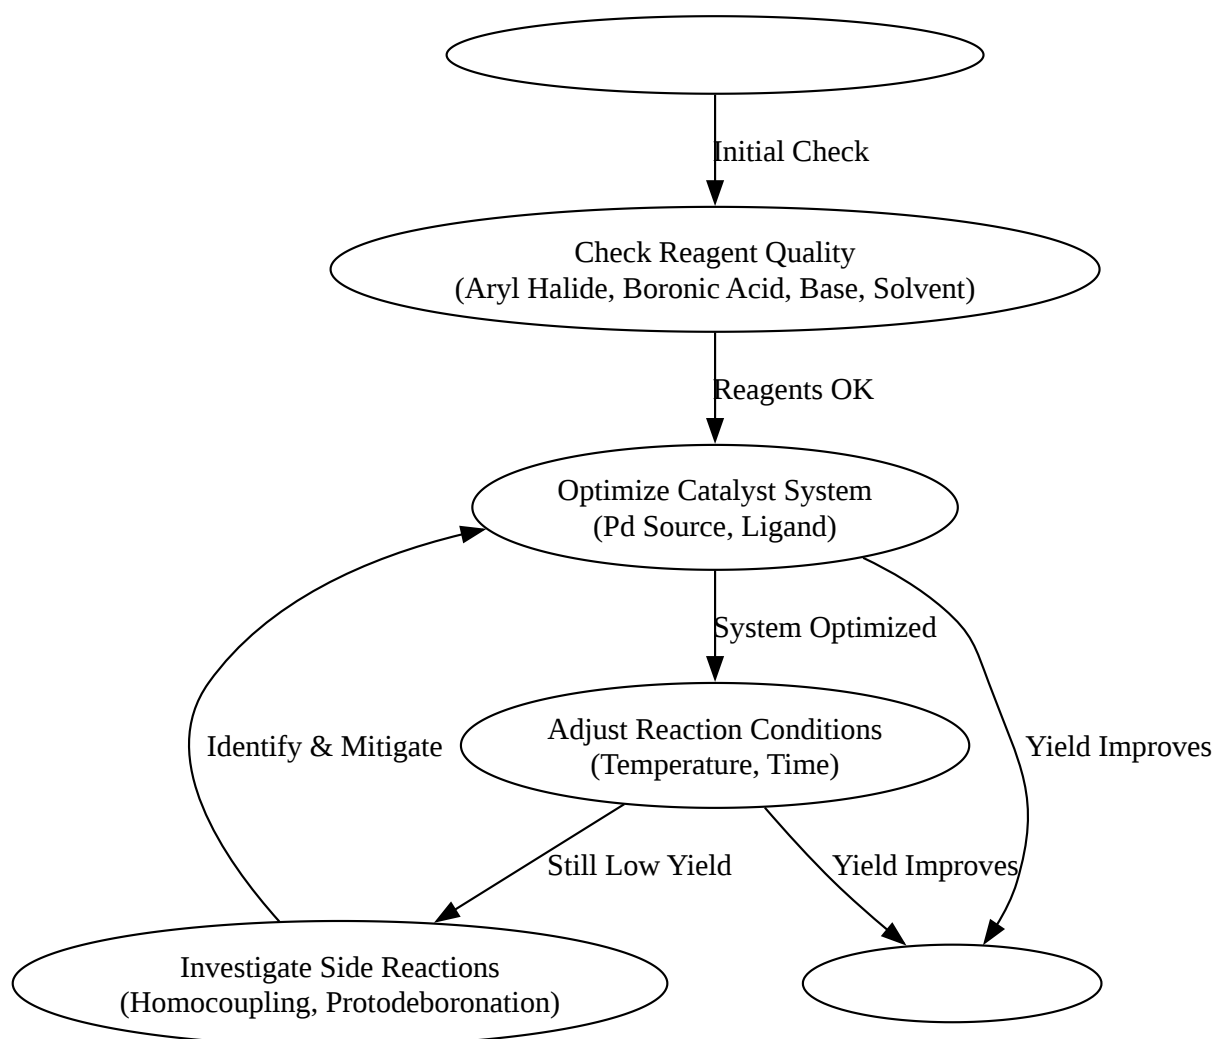 Initial Check
Check Reagent Quality
(Aryl Halide, Boronic Acid, Base, Solvent)
Reagents OK
Optimize Catalyst System
(Pd Source, Ligand)
System Optimized
Identify & Mitigate
Adjust Reaction Conditions
(Temperature, Time)
Yield Improves
Still Low Yield
Yield Improves
Investigate Side Reactions
(Homocoupling, Protodeboronation)